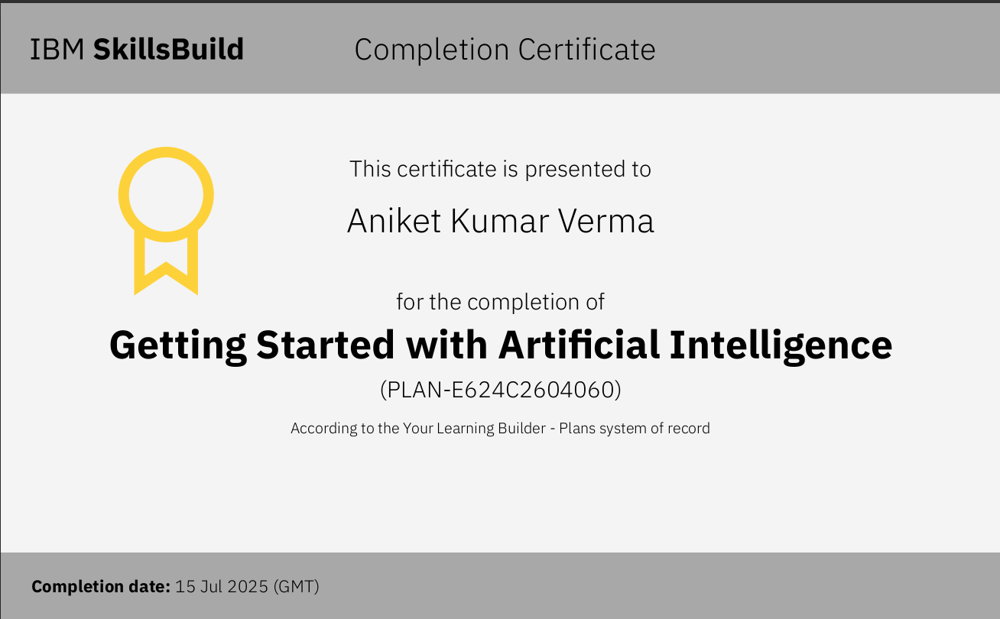 IBM SkillsBuild
Completion Certificate
This certificate is presented to
Aniket Kumar Verma
for the completion of
Getting Started with Artificial Intelligence
(PLAN-E624C2604060)
According to the Your Learning Builder - Plans system of record
Completion date: 15 Jul 2025 (GMT)